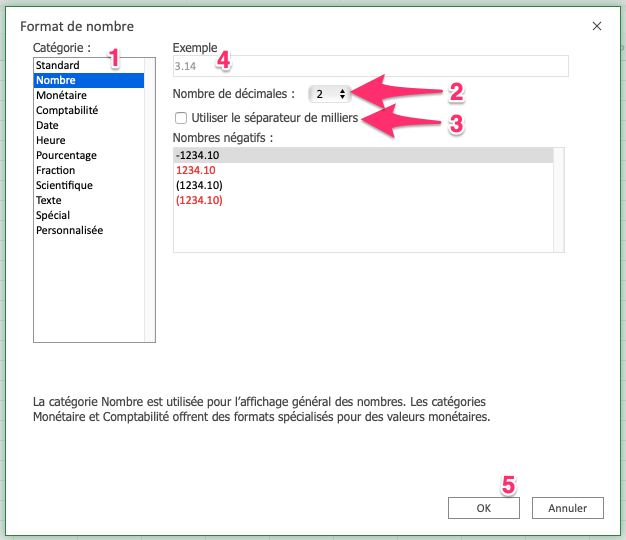 Format de nombre
Catégorie :
1
Standard
Nombre
Monétaire
Comptabilité
Date
Heure
Pourcentage
Fraction
Scientifique
Texte
Spécial
Personnalisée
Exemple
4
3.14
Nombre de décimales :
2
2
Utiliser le séparateur de milliers
3
Nombres négatifs :
-1234.10
1234.10
(1234.10)
(1234.10)
La catégorie Nombre est utilisée pour l’affichage général des nombres. Les catégories
Monétaire et Comptabilité offrent des formats spécialisés pour des valeurs monétaires.
5
OK
Annuler